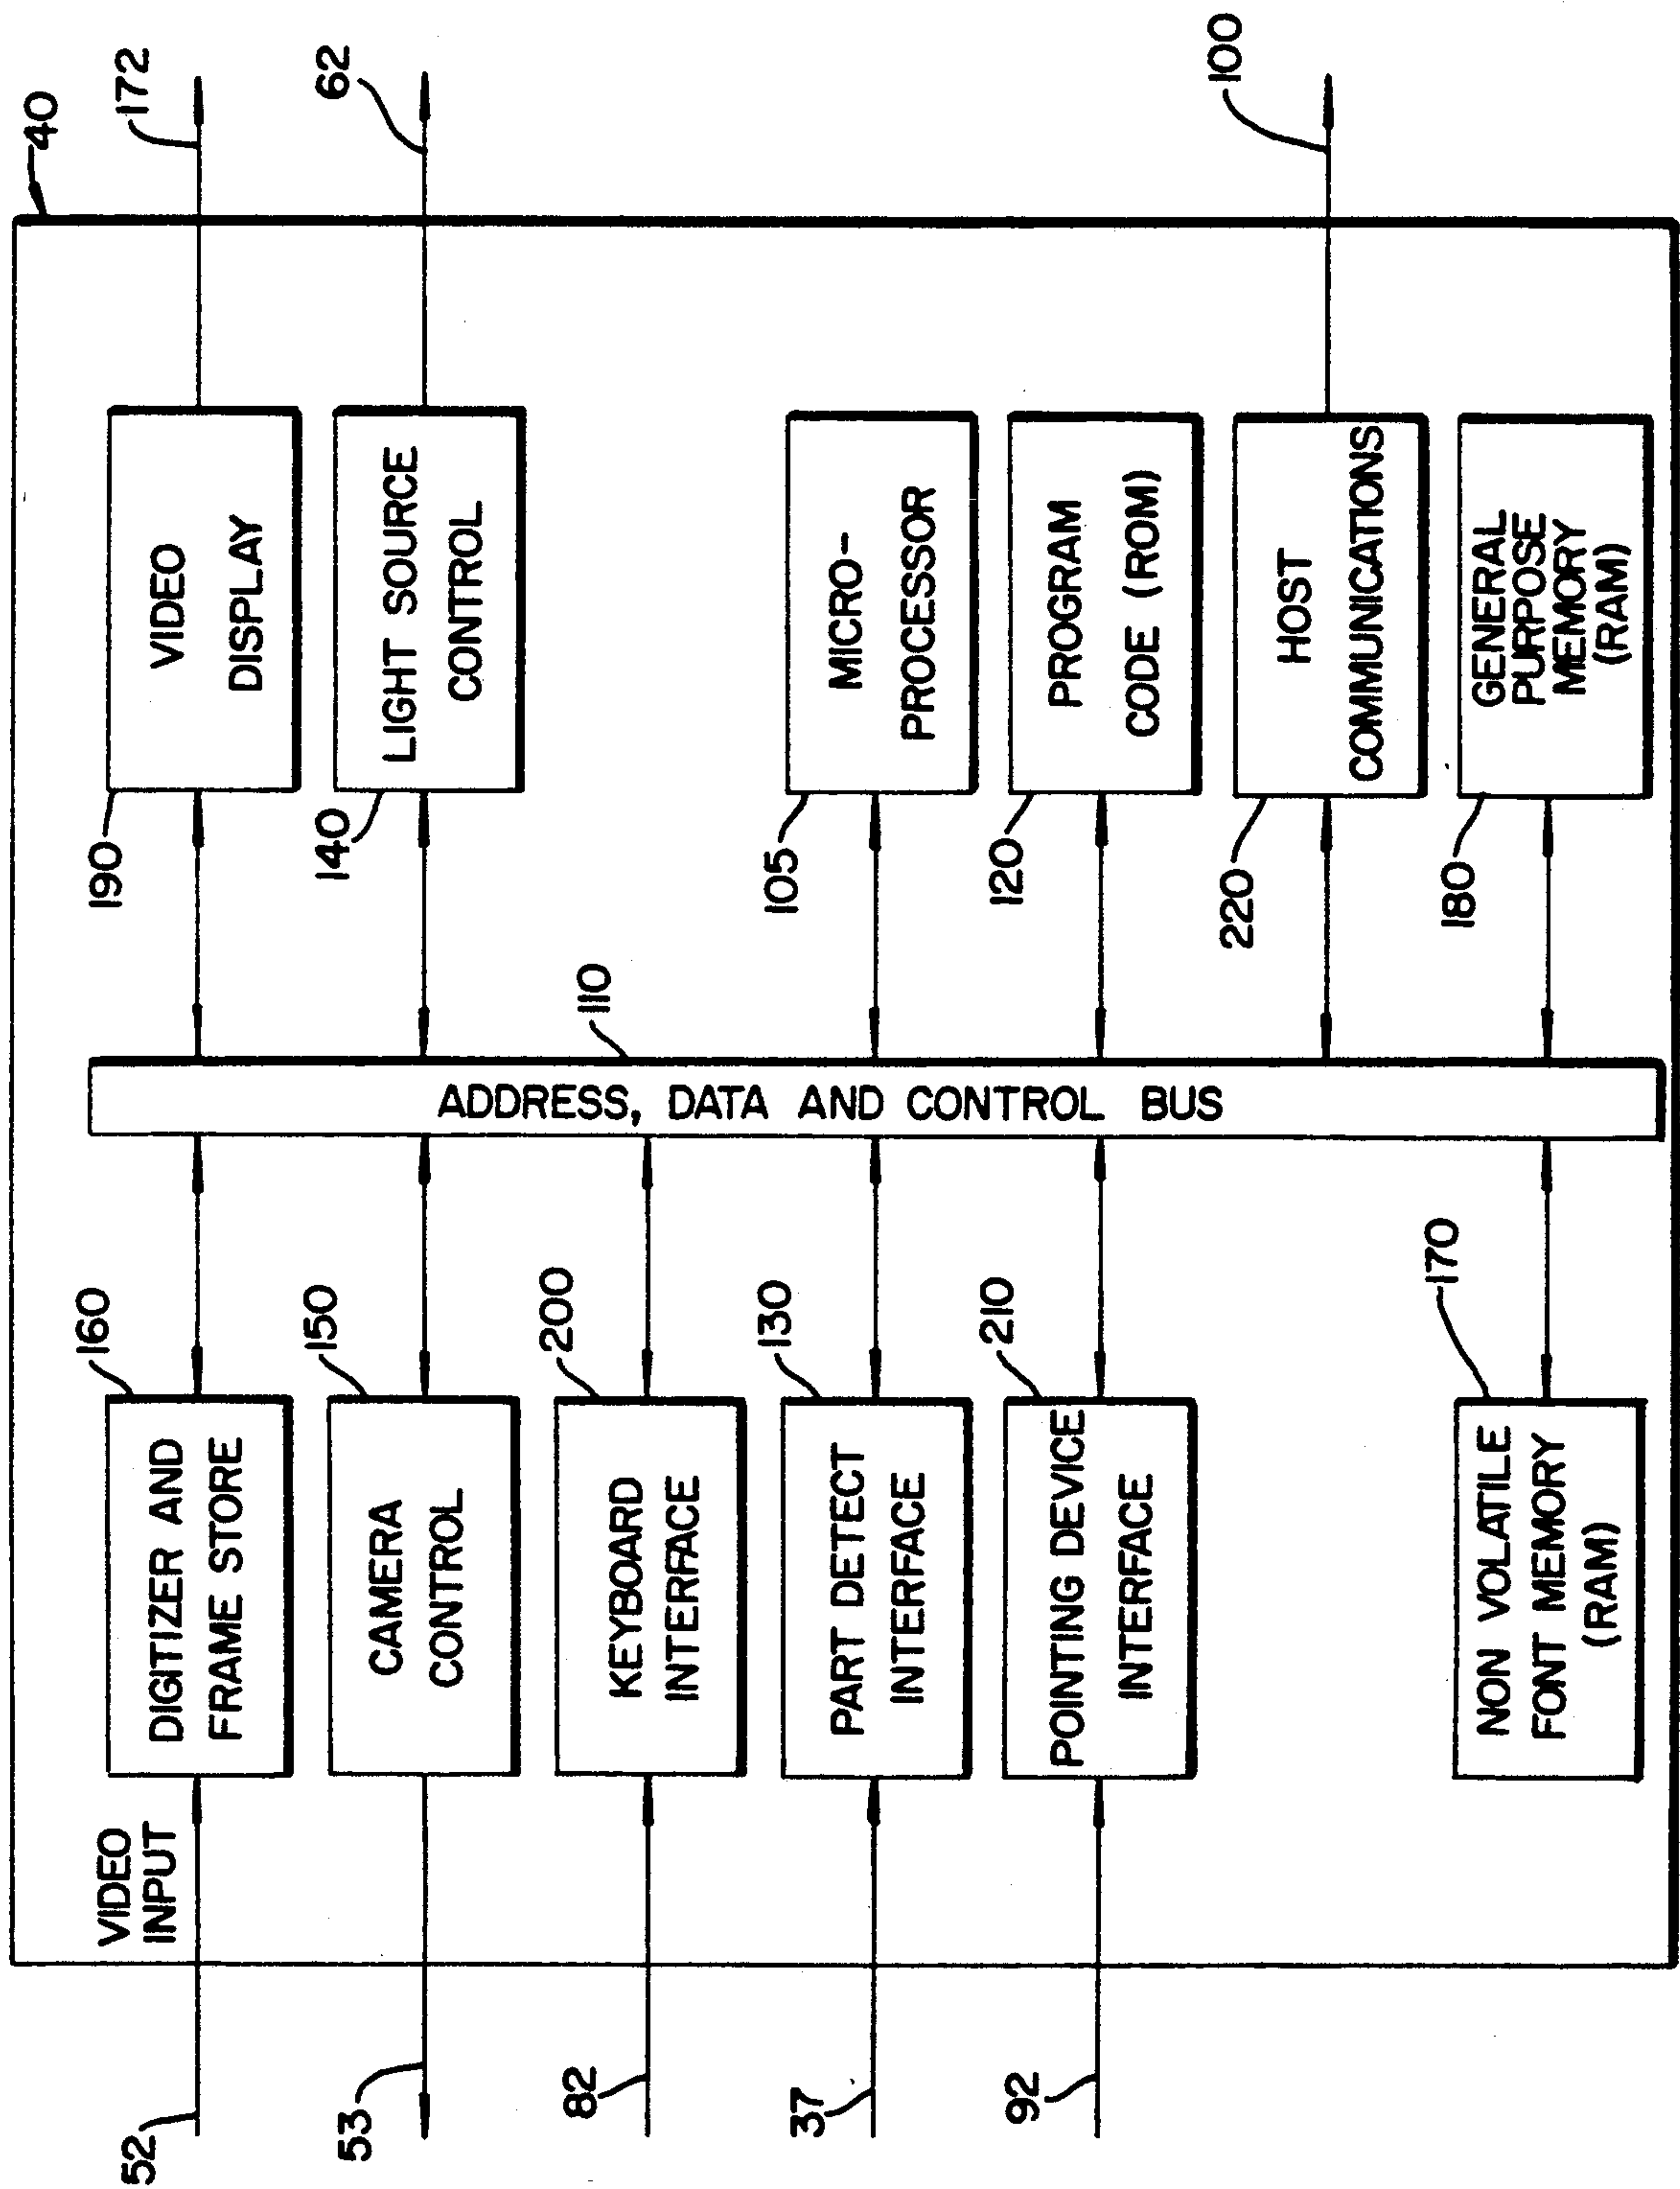 40
172
62
100
VIDEO
DISPLAY
190
LIGHT SOURCE
CONTROL
140
MICRO-
PROCESSOR
105
PROGRAM
CODE (ROM)
120
HOST
COMMUNICATIONS
220
GENERAL
PURPOSE
MEMORY
(RAM)
180
110
ADDRESS, DATA AND CONTROL BUS
160
DIGITIZER AND
FRAME STORE
150
CAMERA
CONTROL
200
KEYBOARD
INTERFACE
130
PART DETECT
INTERFACE
210
POINTING DEVICE
INTERFACE
170
NON VOLATILE
FONT MEMORY
(RAM)
VIDEO
INPUT
52
53
82
37
92